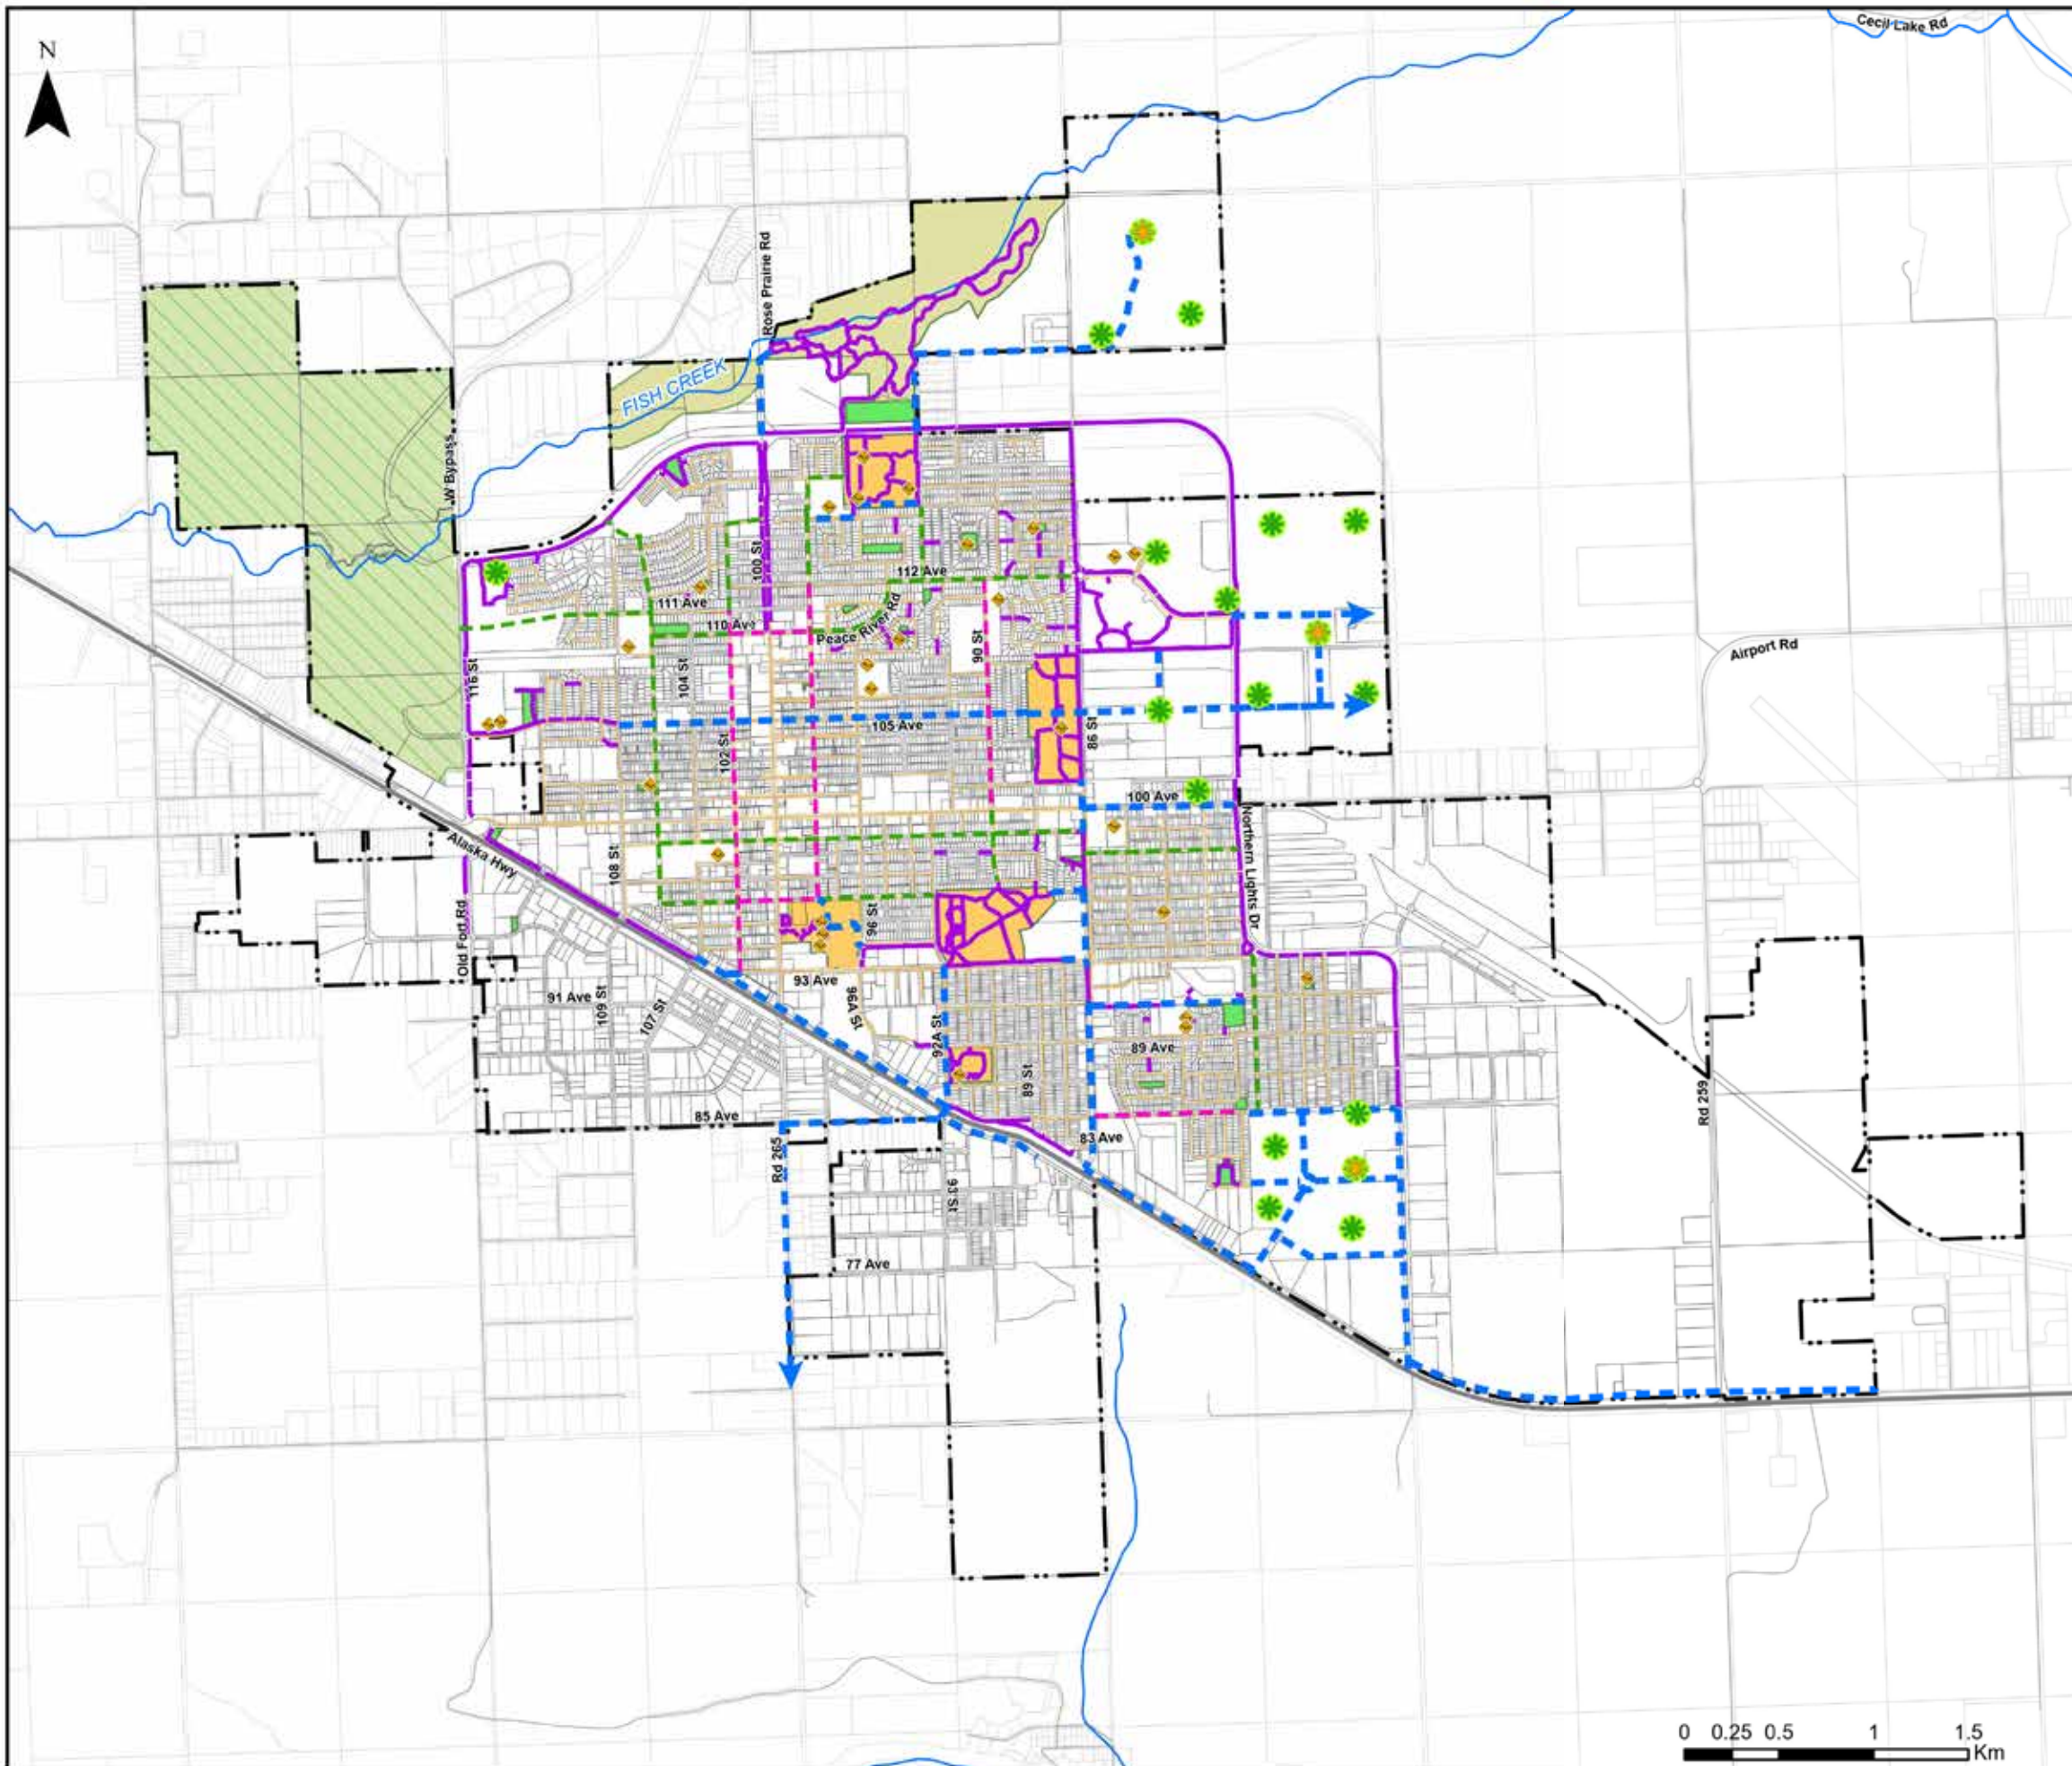 Cecil Lake Rd
N
Rose Prairie Rd
FISH CREEK
W Bypass
100 St
112 Ave
111 Ave
110 Ave
Peace River Rd
90 St
116 St
104 St
Airport Rd
105 Ave
86 St
102 St
100 Ave
Northern Lights Dr
Alaska Hwy
108 St
Old Fort Rd
96 St
93 Ave
91 Ave
109 St
107 St
96A St
92A St
89 Ave
89 St
85 Ave
83 Ave
Rd 259
Rd 265
93 St
77 Ave
0 0.25 0.5 1 1.5
Km